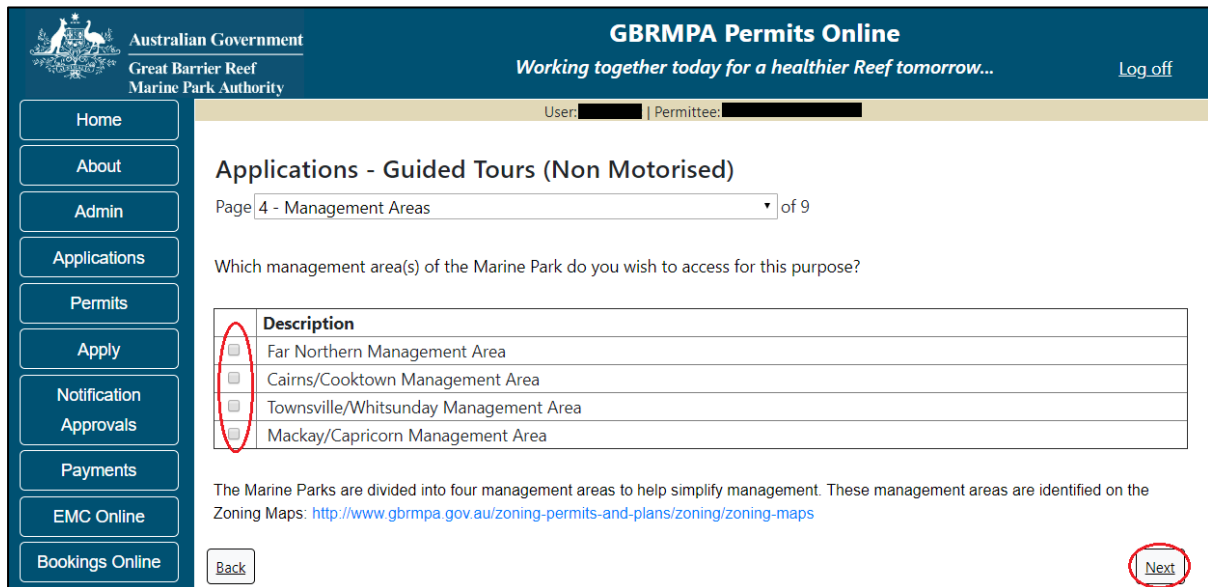 Australian Government
Great Barrier Reef
Marine Park Authority
GBRMPA Permits Online
Working together today for a healthier Reef tomorrow...
Log off
User: | Permittee:
Home
About
Admin
Applications
Permits
Apply
Notification
Approvals
Payments
EMC Online
Bookings Online
Applications - Guided Tours (Non Motorised)
Page 4 - Management Areas of 9
Which management area(s) of the Marine Park do you wish to access for this purpose?
Description
Far Northern Management Area
Cairns/Cooktown Management Area
Townsville/Whitsunday Management Area
Mackay/Capricorn Management Area
The Marine Parks are divided into four management areas to help simplify management. These management areas are identified on the
Zoning Maps: http://www.gbrmpa.gov.au/zoning-permits-and-plans/zoning/zoning-maps
Back
Next